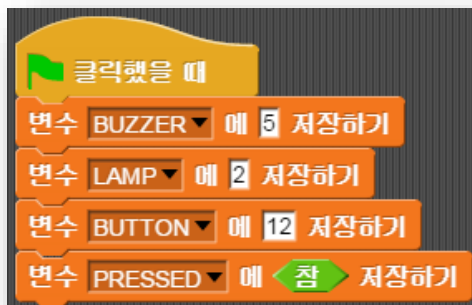 클릭했을 때
변수 BUZZER 에 5 저장하기
변수 LAMP 에 2 저장하기
변수 BUTTON 에 12 저장하기
변수 PRESSED 에 참 저장하기